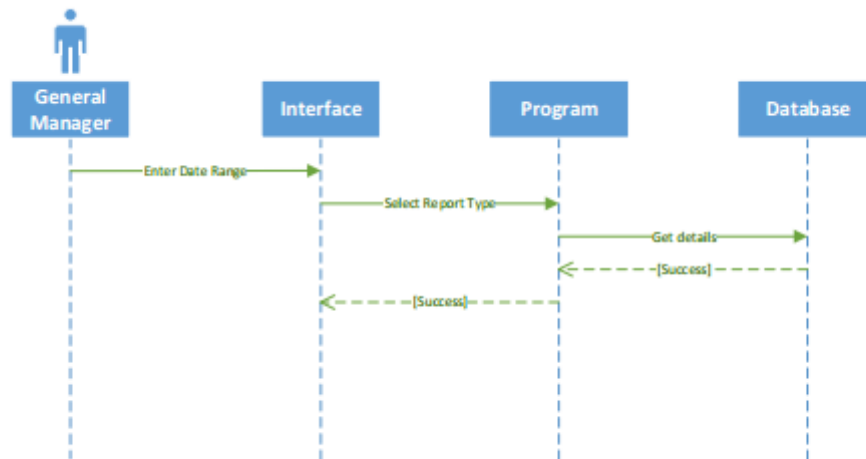 General
Manager
Interface
Program
Database
Enter Date Range
Select Report Type
Get details
[Success]
[Success]